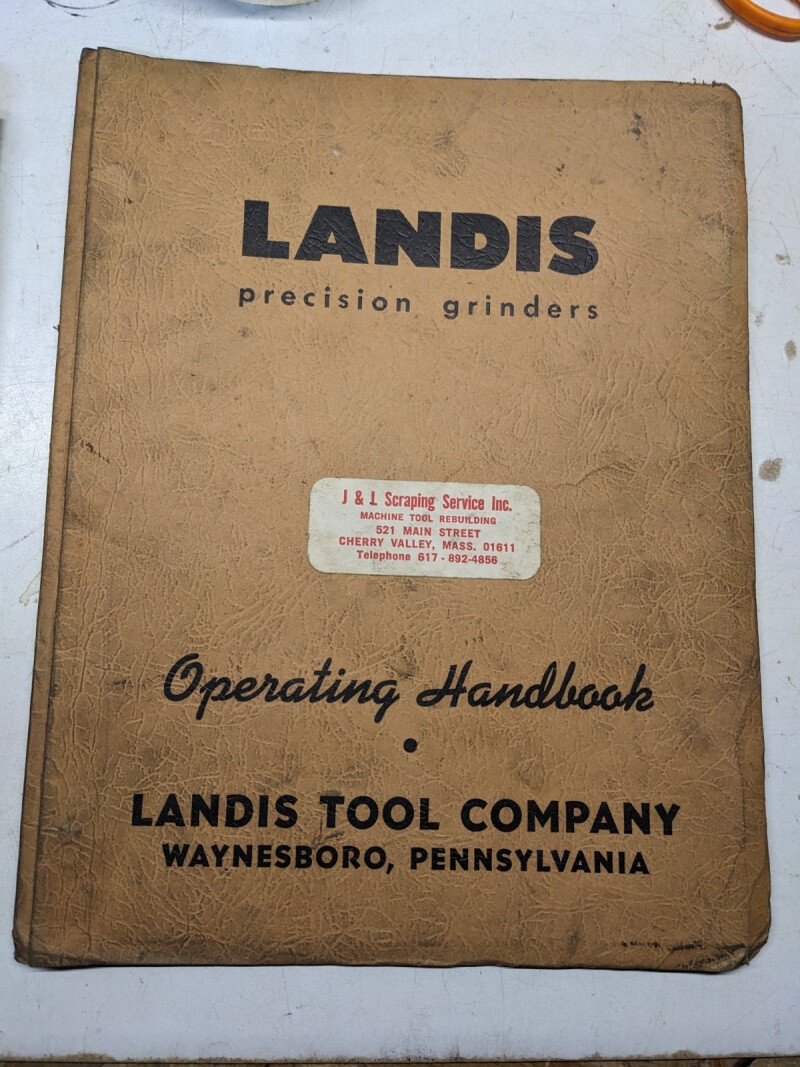 LANDIS
precision grinders
J & L Scraping Service Inc.
MACHINE TOOL REBUILDING
521 MAIN STREET
CHERRY VALLEY, MASS. 01611
Telephone 617 - 892-4856
Operating Handbook
•
LANDIS TOOL COMPANY
WAYNESBORO, PENNSYLVANIA